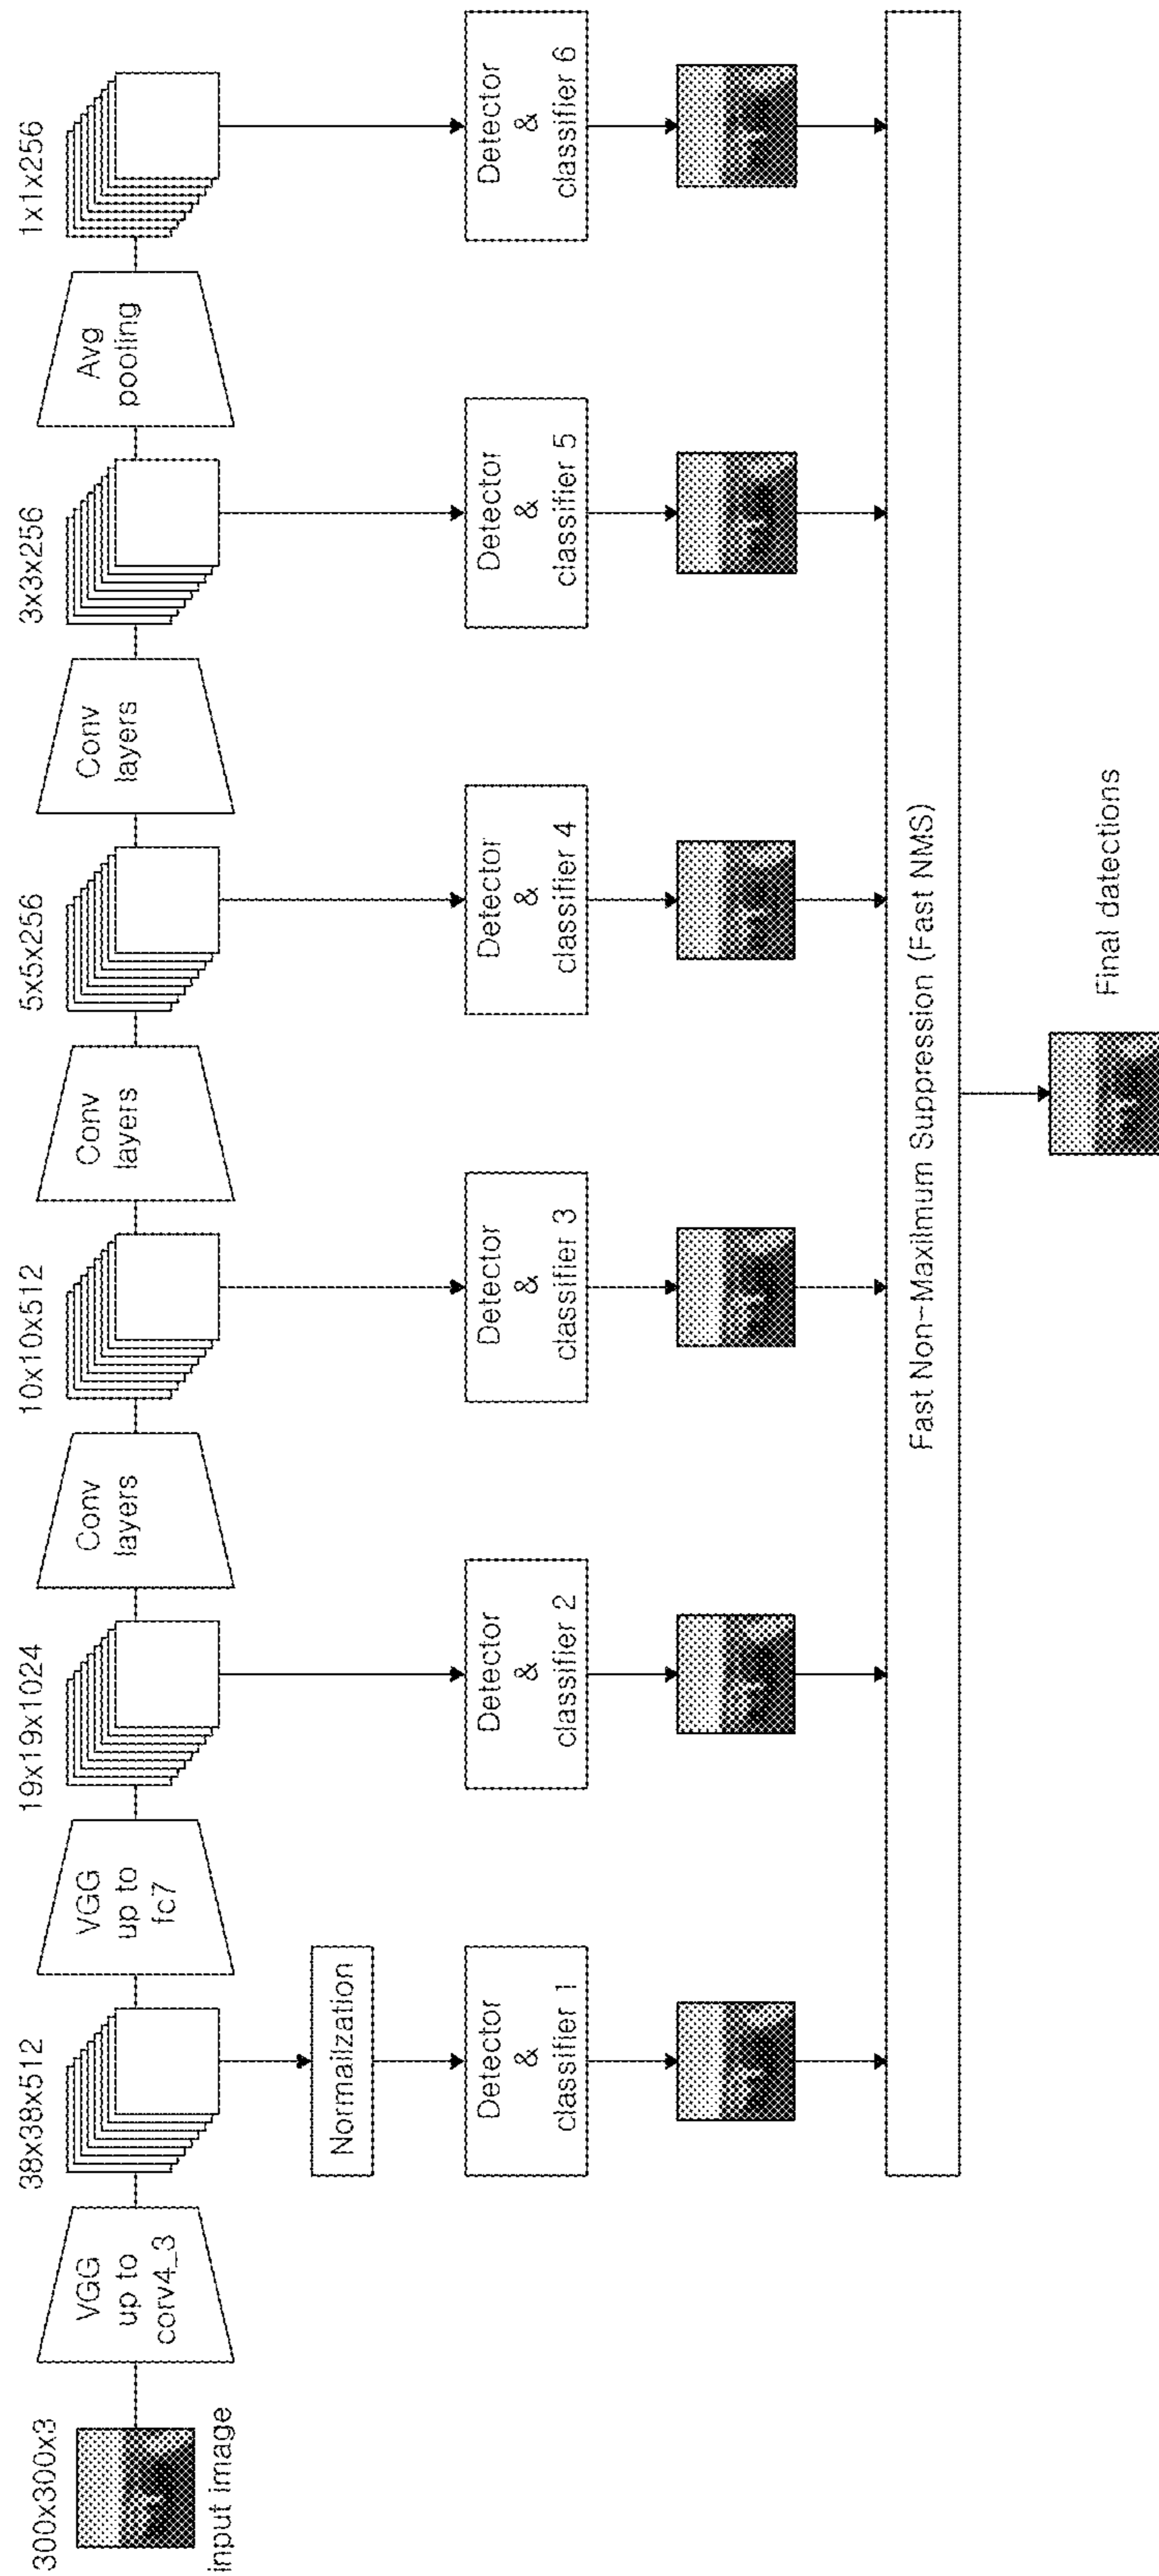 300x300x3
input image
VGG
up to
corv4_3
38x38x512
VGG
up to
fc7
19x19x1024
Conv
layers
10x10x512
Conv
layers
5x5x256
Conv
layers
3x3x256
Avg
pooling
1x1x256
Normailzation
Detector
&
classifier 1
Detector
&
classifier 2
Detector
&
classifier 3
Detector
&
classifier 4
Detector
&
classifier 5
Detector
&
classifier 6
Fast Non-Maxilmum Suppression (Fast NMS)
Final datections